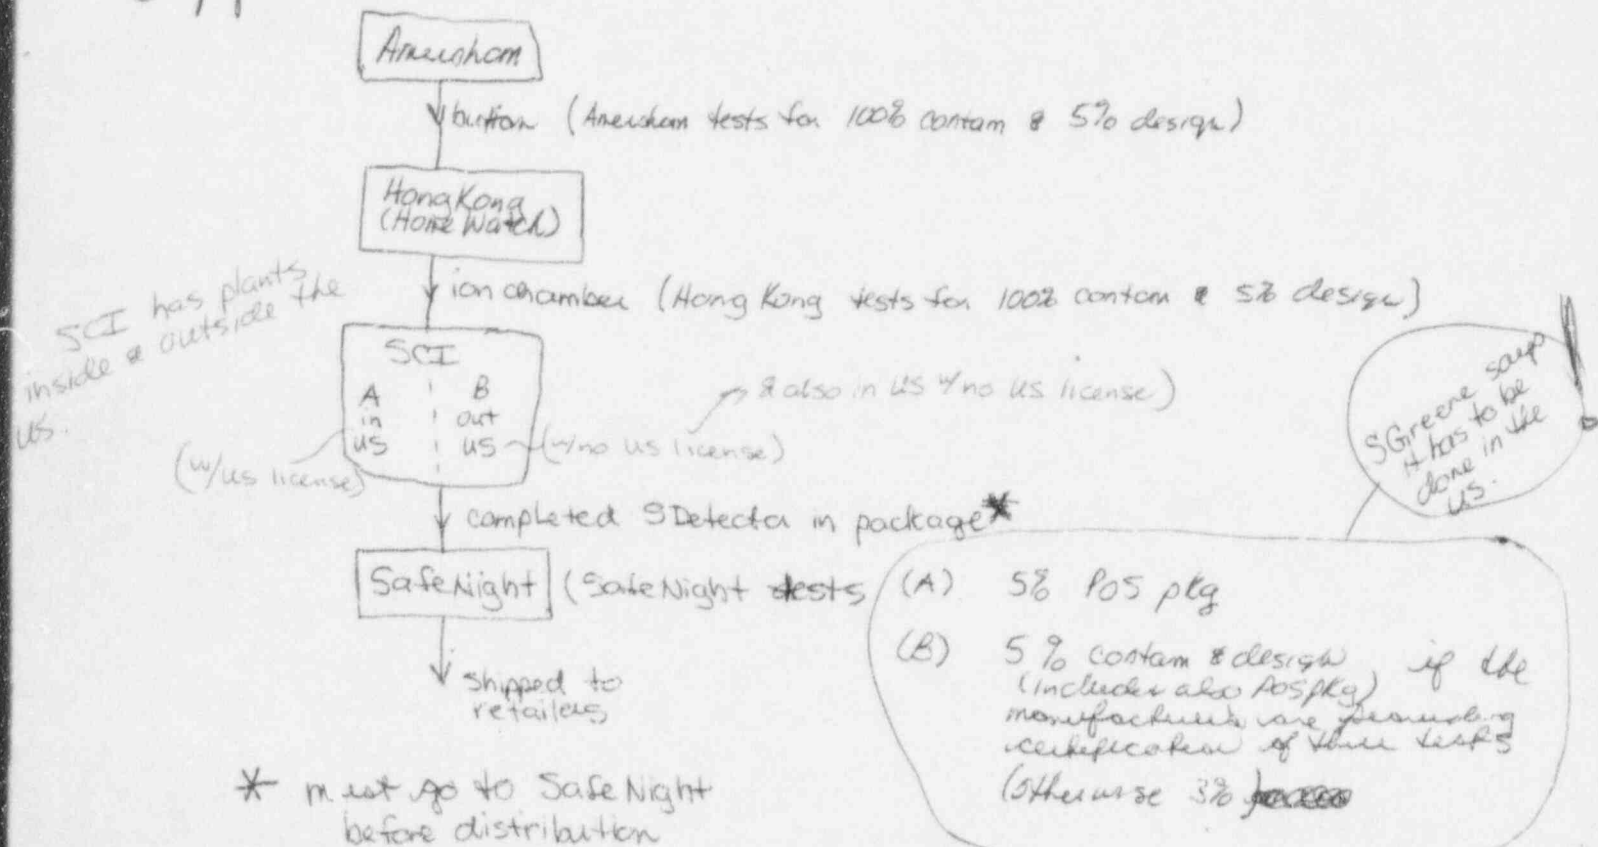 Amersham
button (Amersham tests for 100% contam & 5% design)
Hong Kong
(Home Watch)
ion chamber (Hong Kong tests for 100% contam & 5% design)
SCI has plants
inside & outside the
US.
SCI
A B
in out
US US
(w/US license)
(w/no US license)
& also in US w/no US license)
completed SDetector in package*
SafeNight (SafeNight tests
(A) 5% POS pkg
(B) 5% contam & design if the
(includes also POS pkg)
manufacturers are providing
certification of their tests
(Otherwise 3%
SGreene says
it has to be
done in the
US.
shipped to
retailers
* must go to SafeNight
before distribution